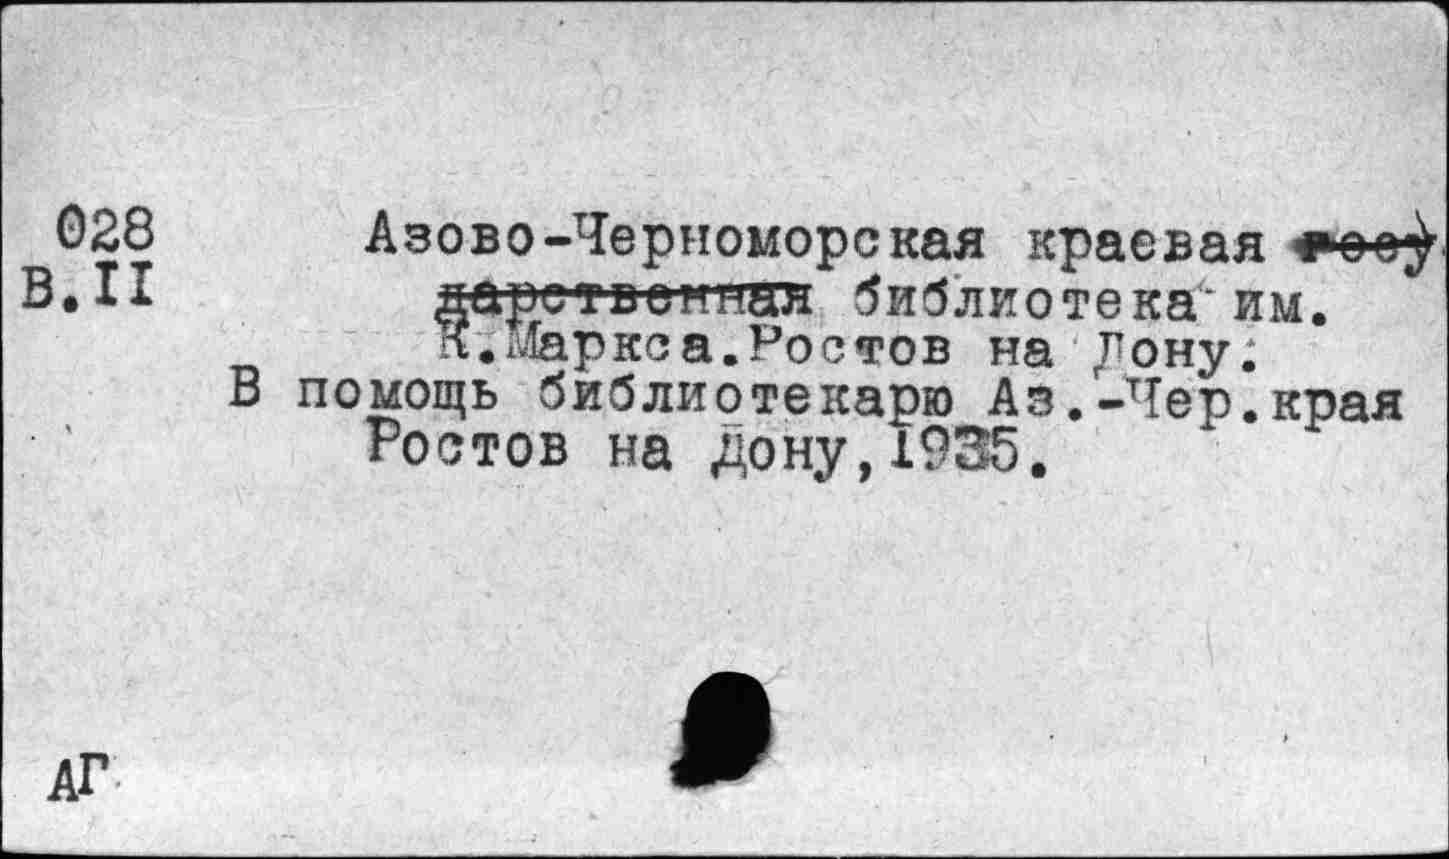 028 Азово-Черноморская краевая госу
В.II дарственная библиотека им.
К.Маркса.Ростов на Дону.
В помощь библиотекарю Аз.-Чер.края
Ростов на Дону,1935.
АГ